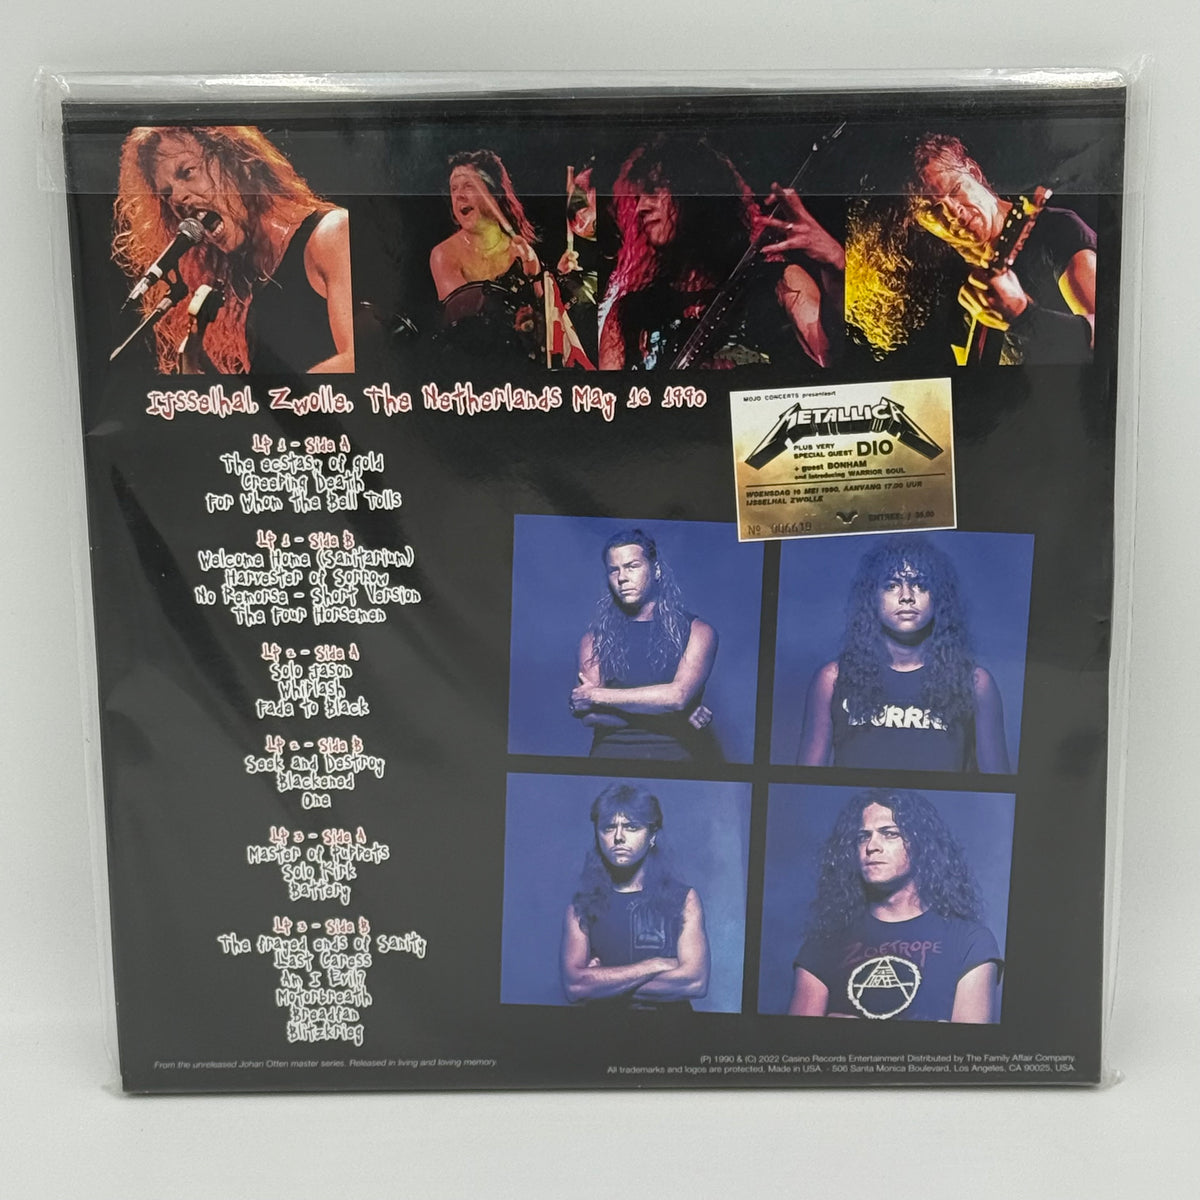 IJsselhal, Zwolle, The Netherlands May 16 1990
MOJO CONCERTS presenteert
METALLICA
PLUS VERY
SPECIAL GUEST DIO
+ guest BONHAM
and introducing WARRIOR SOUL
WOENSDAG 16 MEI 1990, AANVANG 17.00 UUR
IJSSELHAL ZWOLLE
Nº
ENTREE:
Lp 1 - Side A
The ecstasy of gold
Creeping Death
For Whom The Bell Tolls
Lp 1 - Side B
Welcome Home (Sanitarium)
Harvester of Sorrow
No Remorse - Short Version
The Four Horsemen
Lp 2 - Side A
Solo Jason
Whiplash
Fade To Black
Lp 2 - Side B
Seek and Destroy
Blackened
One
Lp 3 - Side A
Master of Puppets
Solo Kirk
Battery
Lp 3 - Side B
The frayed ends of Sanity
Last Caress
Am I Evil?
Motorbreath
Breadfan
Blitzkrieg
ZOETROPE
From the unreleased Johan Otten master series. Released in living and loving memory.
(P) 1990 & (C) 2022 Casino Records Entertainment Distributed by The Family Affair Company.
All trademarks and logos are protected, Made in USA. - 506 Santa Monica Boulevard, Los Angeles, CA 90025, USA.